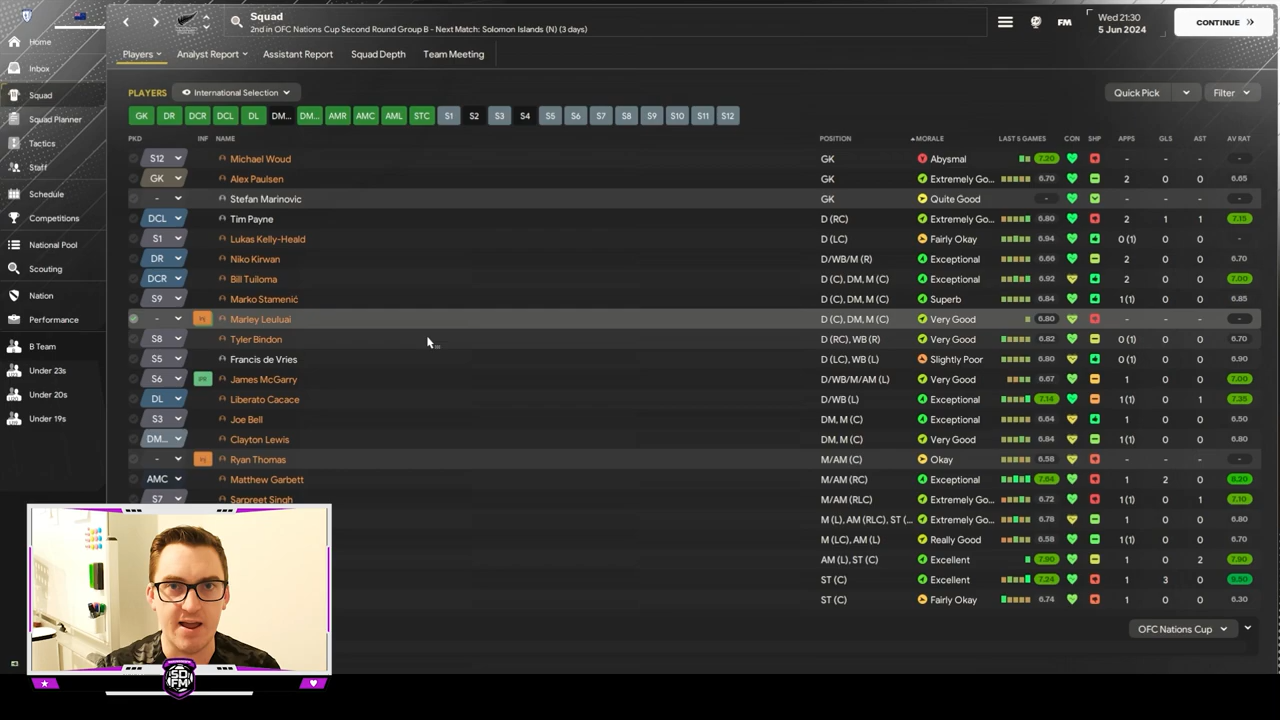 Squad
2nd in OFC Nations Cup Second Round Group B - Next Match: Solomon Islands (N) (3 days)
FM
Wed 21:30
5 Jun 2024
CONTINUE
Home
Inbox
Squad
Squad Planner
Tactics
Staff
Schedule
Competitions
National Pool
Scouting
Nation
Performance
B Team
Under 23s
Under 20s
Under 19s
Players
Analyst Report
Assistant Report
Squad Depth
Team Meeting
PLAYERS
International Selection
Quick Pick
Filter
GK DR DCR DCL DL DM... DM... AMR AMC AML STC S1 S2 S3 S4 S5 S6 S7 S8 S9 S10 S11 S12
PKD INF NAME POSITION MORALE LAST 5 GAMES CON SHP APPS GLS AST AV RAT
S12 Michael Woud GK Abysmal 7.20 - - - -
GK Alex Paulsen GK Extremely Go... 6.70 2 0 0 6.65
- Stefan Marinovic GK Quite Good - - - - -
DCL Tim Payne D (RC) Extremely Go... 6.80 2 1 1 7.15
S1 Lukas Kelly-Heald D (LC) Fairly Okay 6.94 0 (1) 0 0 -
DR Niko Kirwan D/WB/M (R) Exceptional 6.66 2 0 0 6.70
DCR Bill Tuiloma D (C), DM, M (C) Exceptional 6.92 2 0 0 7.00
S9 Marko Stamenić D (C), DM, M (C) Superb 6.84 1 (1) 0 0 6.85
- Marley Leuluai D (C), DM, M (C) Very Good 6.80 - - - -
S8 Tyler Bindon D (RC), WB (R) Very Good 6.82 0 (1) 0 0 6.70
S5 Francis de Vries D (LC), WB (L) Slightly Poor 6.80 0 (1) 0 0 6.90
S6 PR James McGarry D/WB/M/AM (L) Very Good 6.67 1 0 0 7.00
DL Liberato Cacace D/WB (L) Exceptional 7.14 1 (1) 0 1 7.35
S3 Joe Bell DM, M (C) Exceptional 6.64 1 0 0 6.50
DM... Clayton Lewis DM, M (C) Very Good 6.84 1 (1) 0 0 6.80
- Ryan Thomas M/AM (C) Okay 6.58 - - - -
AMC Matthew Garbett M/AM (RC) Exceptional 7.64 1 2 0 8.20
S7 Sarpreet Singh M/AM (RLC) Extremely Go... 6.72 1 (1) 0 1 7.10
M (L), AM (RLC), ST (... Extremely Go... 6.78 1 0 0 6.80
M (LC), AM (L) Really Good 6.58 1 (1) 0 0 6.70
AM (L), ST (C) Excellent 7.90 1 0 2 7.90
ST (C) Excellent 7.24 1 3 0 9.50
ST (C) Fairly Okay 6.74 1 0 0 6.30
OFC Nations Cup
SD
FM